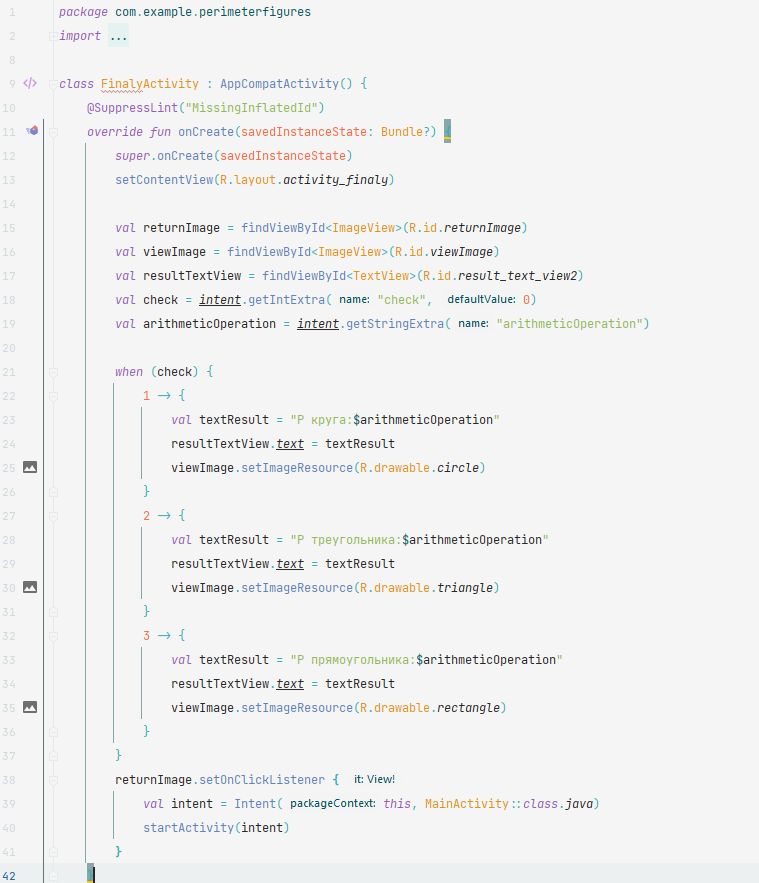 1 package com.example.perimeterfigures
2 import ...
8
9 class FinalyActivity : AppCompatActivity() {
10 @SuppressLint("MissingInflatedId")
11 override fun onCreate(savedInstanceState: Bundle?) {
12 super.onCreate(savedInstanceState)
13 setContentView(R.layout.activity_finaly)
14
15 val returnImage = findViewById<ImageView>(R.id.returnImage)
16 val viewImage = findViewById<ImageView>(R.id.viewImage)
17 val resultTextView = findViewById<TextView>(R.id.result_text_view2)
18 val check = intent.getIntExtra( name: "check", defaultValue: 0)
19 val arithmeticOperation = intent.getStringExtra( name: "arithmeticOperation")
20
21 when (check) {
22 1 -> {
23 val textResult = "P круга:$arithmeticOperation"
24 resultTextView.text = textResult
25 viewImage.setImageResource(R.drawable.circle)
26 }
27 2 -> {
28 val textResult = "P треугольника:$arithmeticOperation"
29 resultTextView.text = textResult
30 viewImage.setImageResource(R.drawable.triangle)
31 }
32 3 -> {
33 val textResult = "P прямоугольника:$arithmeticOperation"
34 resultTextView.text = textResult
35 viewImage.setImageResource(R.drawable.rectangle)
36 }
37 }
38 returnImage.setOnClickListener { it: View!
39 val intent = Intent( packageContext: this, MainActivity::class.java)
40 startActivity(intent)
41 }
42 }